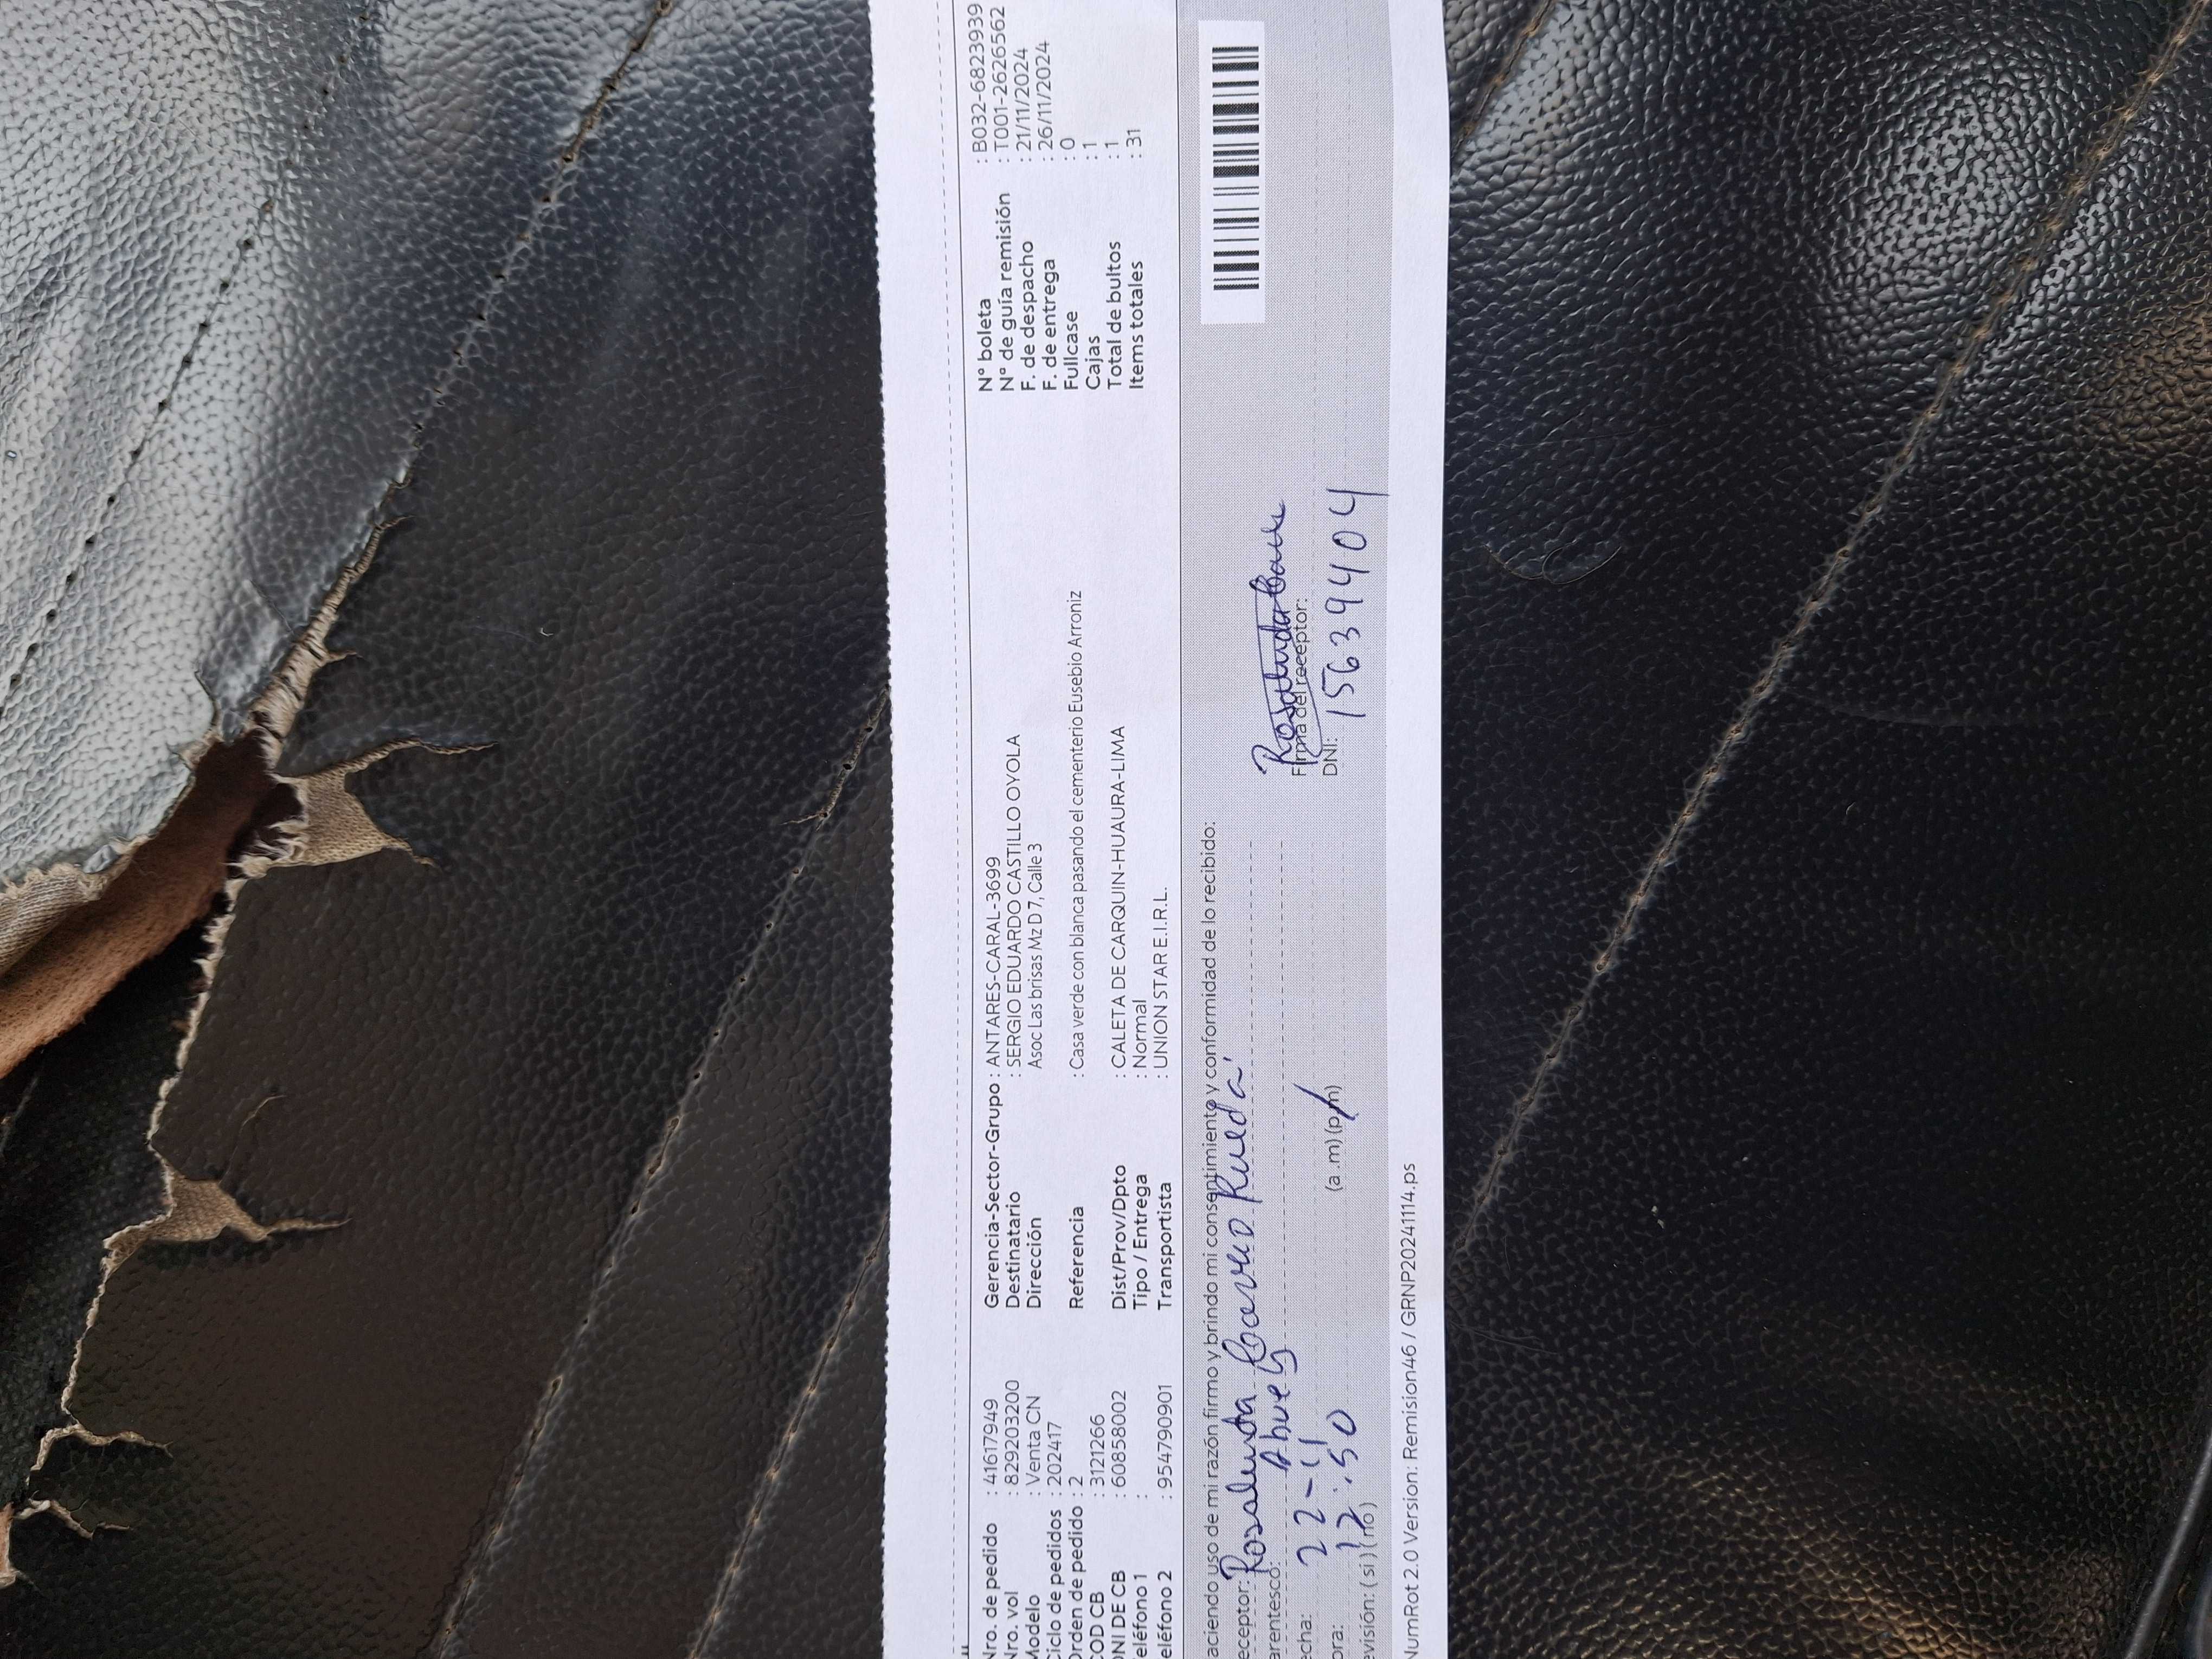 Nro. de pedido : 41617949 Gerencia-Sector-Grupo : ANTARES-CARAL-3699 N° boleta : B032-68239939
Nro. vol : 829203200 Destinatario : SERGIO EDUARDO CASTILLO OYOLA N° de guía remisión : T001-2626562
Modelo : Venta CN Dirección Asoc Las brisas Mz D 7, Calle 3 F. de despacho : 21/11/2024
Ciclo de pedidos : 202417 F. de entrega : 26/11/2024
Orden de pedido : 2 Referencia : Casa verde con blanca pasando el cementerio Eusebio Arroniz Fullcase : 0
COD CB : 3121266 Cajas : 1
DNI DE CB : 60858002 Dist/Prov/Dpto : CALETA DE CARQUIN-HUAURA-LIMA Total de bultos : 1
eléfono 1 : Tipo / Entrega : Normal Items totales : 31
eléfono 2 : 954790901 Transportista : UNION STAR E.I.R.L.
aciendo uso de mi razón firmo y brindo mi consentimiento y conformidad de lo recibido:
eceptor: Rueda
arentesco: Abuela
echa: 22-11 Firma del receptor:
ora: 12:50 (a.m) (pm) DNI: 15639404
evisión: ( si ) ( no )
NumRot 2.0 Version: Remision46 / GRNP20241114.ps